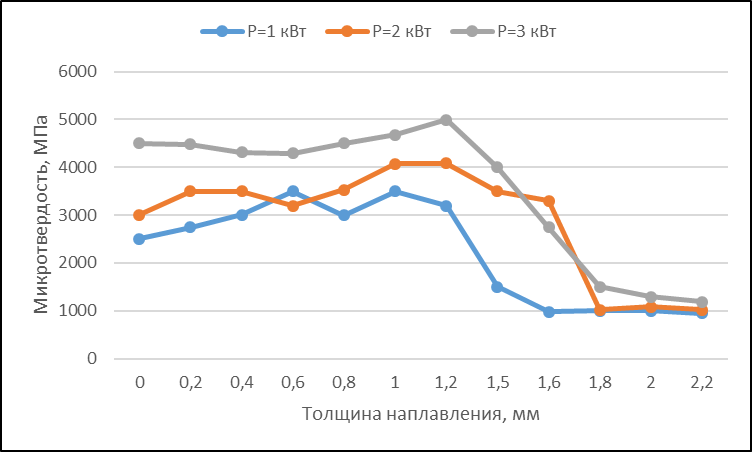 P=1 кВт P=2 кВт P=3 кВт
6000
5000
4000
3000
2000
1000
0
Микротвердость, МПа
0 0,2 0,4 0,6 0,8 1 1,2 1,5 1,6 1,8 2 2,2
Толщина наплавления, мм